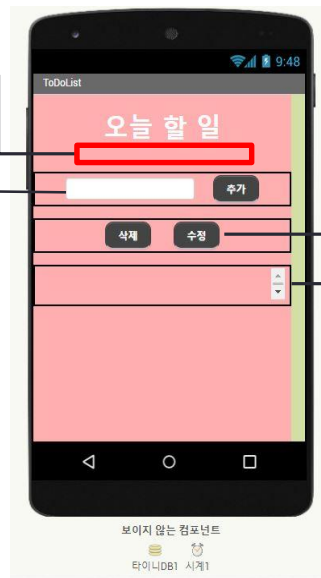 9:48
ToDoList
오늘 할 일
추가
삭제 수정
보이지 않는 컴포넌트
타이니DB1 시계1